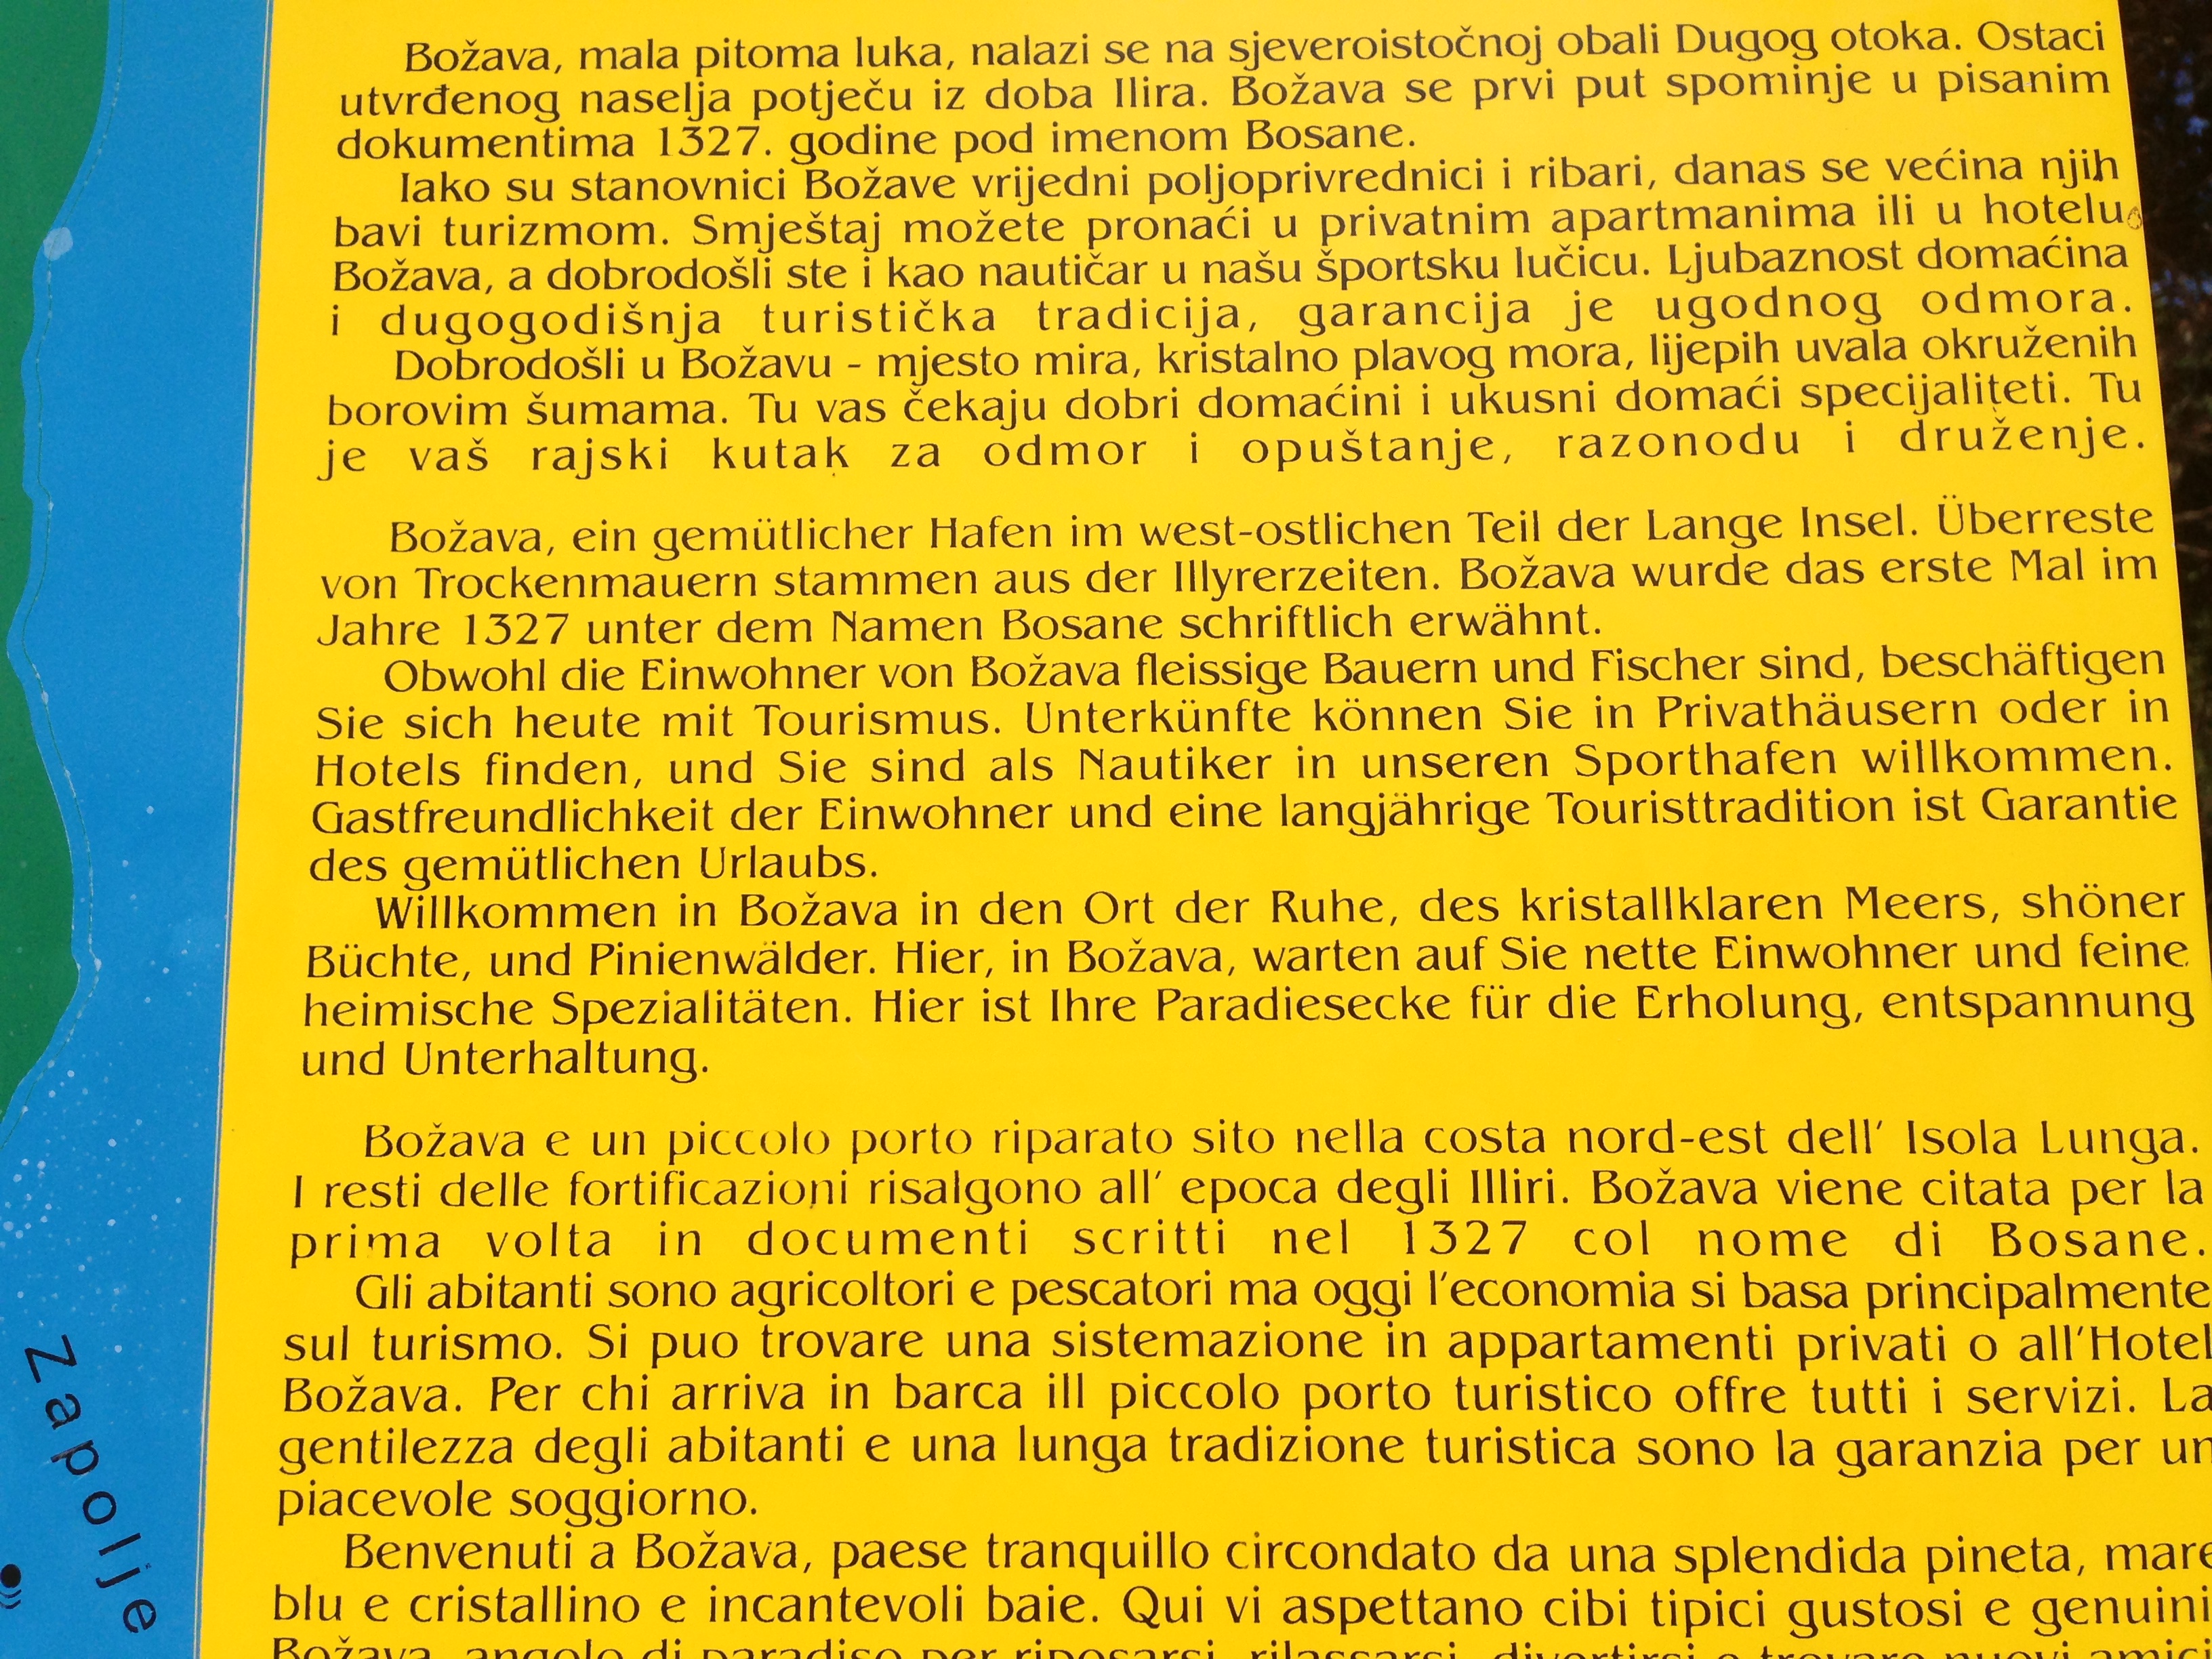 Božava, mala pitoma luka, nalazi se na sjeveroistočnoj obali Dugog otoka. Ostaci
utvrđenog naselja potječu iz doba Ilira. Božava se prvi put spominje u pisanim
dokumentima 1327. godine pod imenom Bosane.
Iako su stanovnici Božave vrijedni poljoprivrednici i ribari, danas se većina njih
bavi turizmom. Smještaj možete pronaći u privatnim apartmanima ili u hotelu
Božava, a dobrodošli ste i kao nautičar u našu športsku lučicu. Ljubaznost domaćina
i dugogodišnja turistička tradicija, garancija je ugodnog odmora.
Dobrodošli u Božavu - mjesto mira, kristalno plavog mora, lijepih uvala okruženih
borovim šumama. Tu vas čekaju dobri domaćini i ukusni domaći specijaliteti. Tu
je vaš rajski kutak za odmor i opuštanje, razonodu i druženje.
Božava, ein gemütlicher Hafen im west-ostlichen Teil der Lange Insel. Überreste
von Trockenmauern stammen aus der Illyrerzeiten. Božava wurde das erste Mal im
Jahre 1327 unter dem Namen Bosane schriftlich erwähnt.
Obwohl die Einwohner von Božava fleissige Bauern und Fischer sind, beschäftigen
Sie sich heute mit Tourismus. Unterkünfte können Sie in Privathäusern oder in
Hotels finden, und Sie sind als Nautiker in unseren Sporthafen willkommen.
Gastfreundlichkeit der Einwohner und eine langjährige Touristtradition ist Garantie
des gemütlichen Urlaubs.
Willkommen in Božava in den Ort der Ruhe, des kristallklaren Meers, shöner
Büchte, und Pinienwälder. Hier, in Božava, warten auf Sie nette Einwohner und feine
heimische Spezialitäten. Hier ist Ihre Paradiesecke für die Erholung, entspannung
und Unterhaltung.
Božava e un piccolo porto riparato sito nella costa nord-est dell' Isola Lunga.
I resti delle fortificazioni risalgono all' epoca degli Illiri. Božava viene citata per la
prima volta in documenti scritti nel 1327 col nome di Bosane.
Gli abitanti sono agricoltori e pescatori ma oggi l'economia si basa principalmente
sul turismo. Si puo trovare una sistemazione in appartamenti privati o all'Hotel
Božava. Per chi arriva in barca ill piccolo porto turistico offre tutti i servizi. La
gentilezza degli abitanti e una lunga tradizione turistica sono la garanzia per un
piacevole soggiorno.
Benvenuti a Božava, paese tranquillo circondato da una splendida pineta, mare
blu e cristallino e incantevoli baie. Qui vi aspettano cibi tipici gustosi e genuini
Božava, angolo di paradiso per riposarsi, rilassarsi, divertirsi e trovare nuovi amici
Zapolje